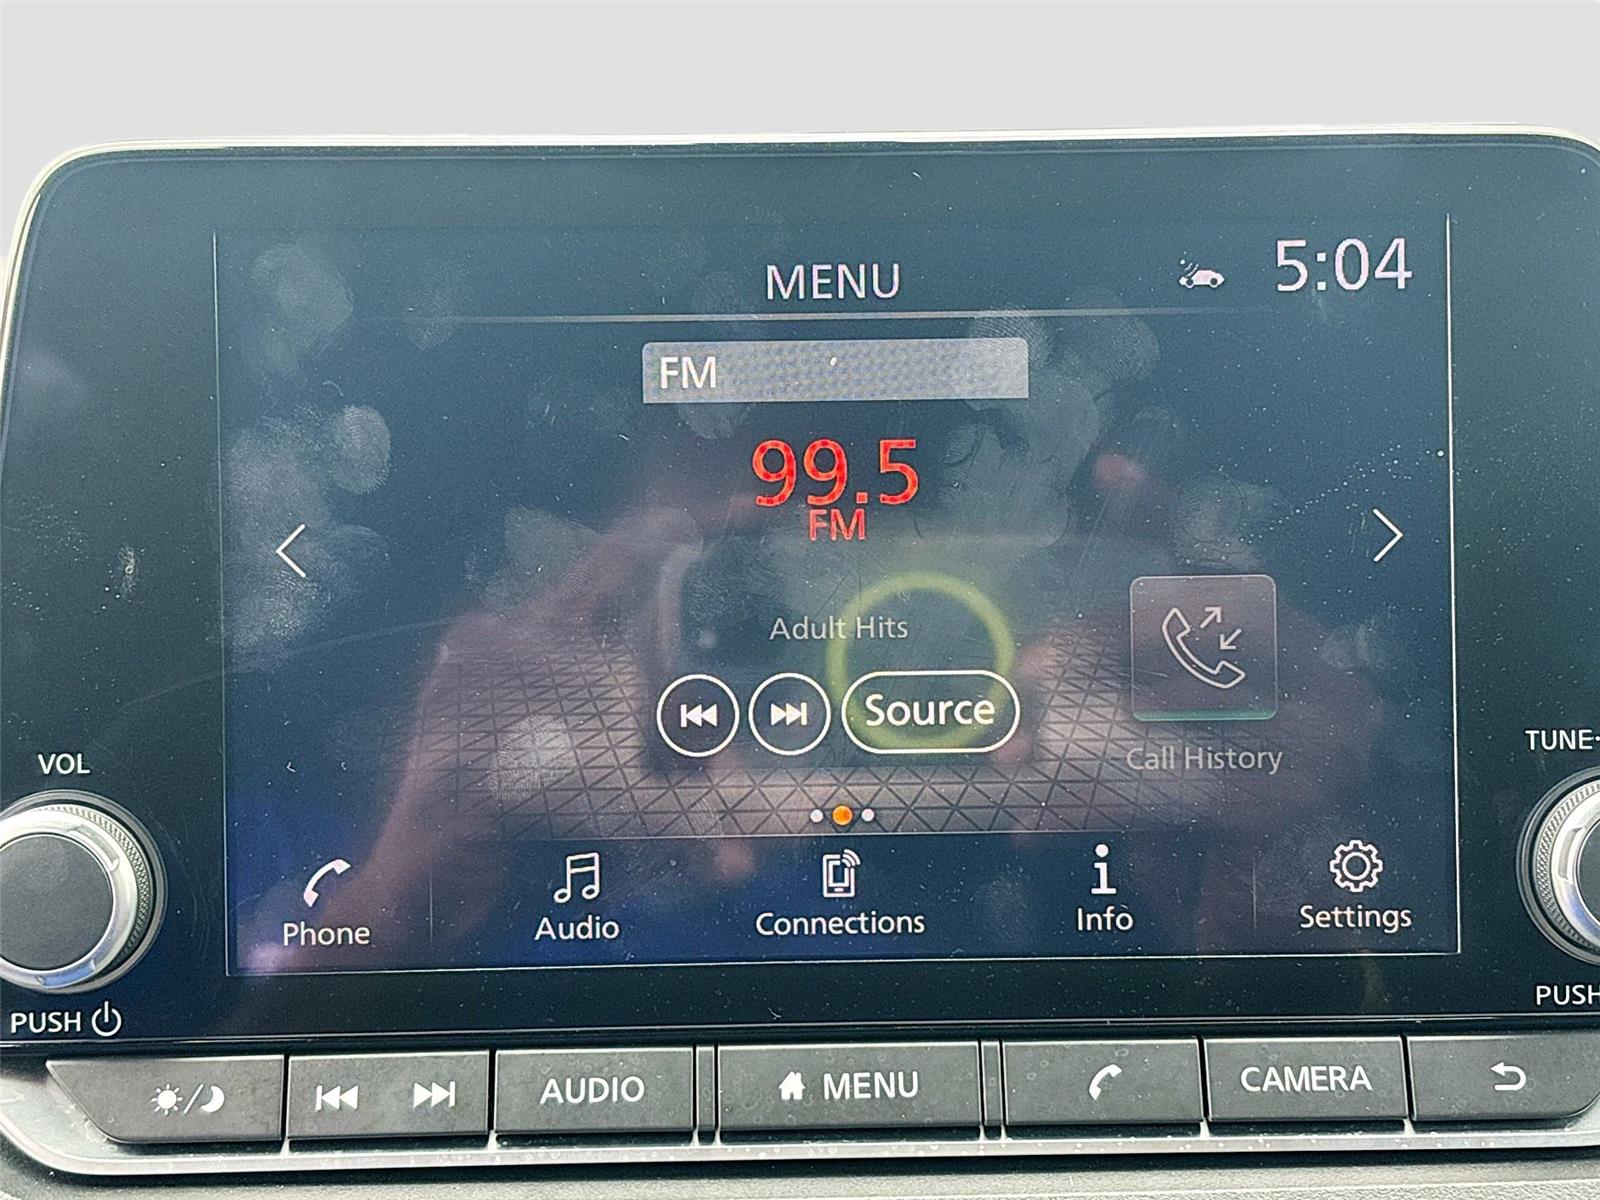 MENU
5:04
FM
99.5
FM
Adult Hits
Source
Call History
Phone
Audio
Connections
Info
Settings
VOL
PUSH
TUNE
PUSH
AUDIO
MENU
CAMERA